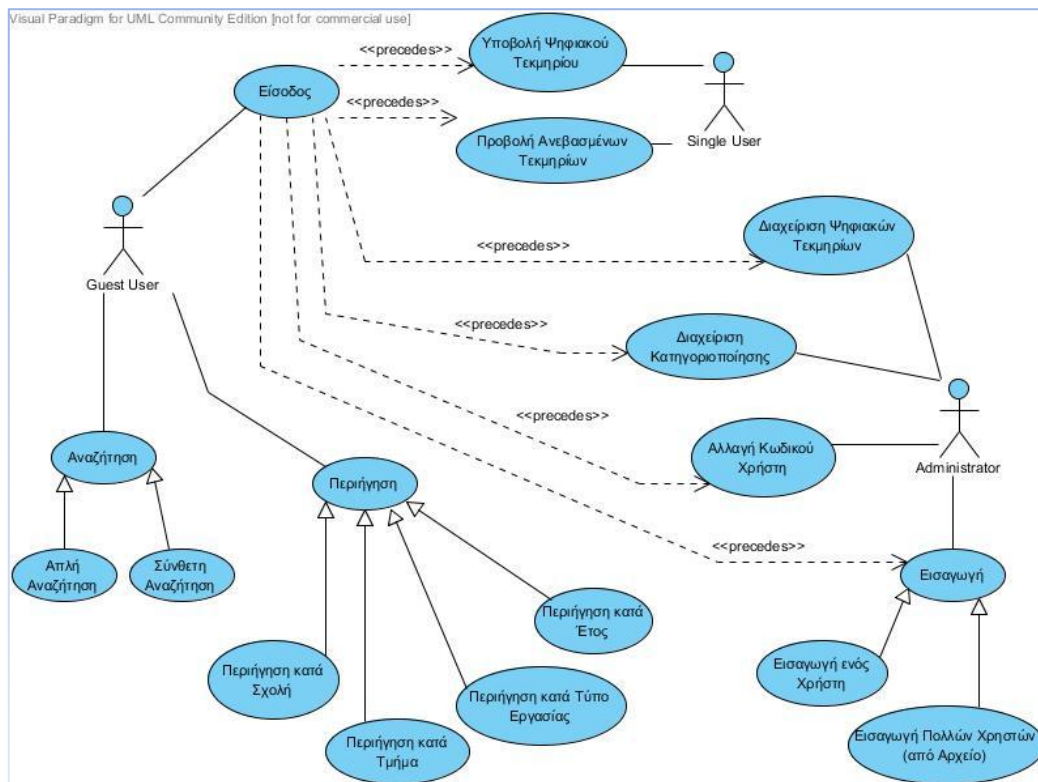 Visual Paradigm for UML Community Edition [not for commercial use]
<<precedes>>
Υποβολή Ψηφιακού
Τεκμηρίου
Είσοδος
<<precedes>>
Προβολή Ανεβασμένων
Τεκμηρίων
Single User
Διαχείριση Ψηφιακών
Τεκμηρίων
<<precedes>>
Guest User
<<precedes>>
Διαχείριση
Κατηγοριοποίησης
<<precedes>>
Αλλαγή Κωδικού
Χρήστη
Administrator
Αναζήτηση
Περιήγηση
<<precedes>>
Εισαγωγή
Απλή
Αναζήτηση
Σύνθετη
Αναζήτηση
Περιήγηση κατά
Έτος
Περιήγηση κατά
Σχολή
Εισαγωγή ενός
Χρήστη
Περιήγηση κατά Τύπο
Εργασίας
Περιήγηση κατά
Τμήμα
Εισαγωγή Πολλών Χρηστών
(από Αρχείο)